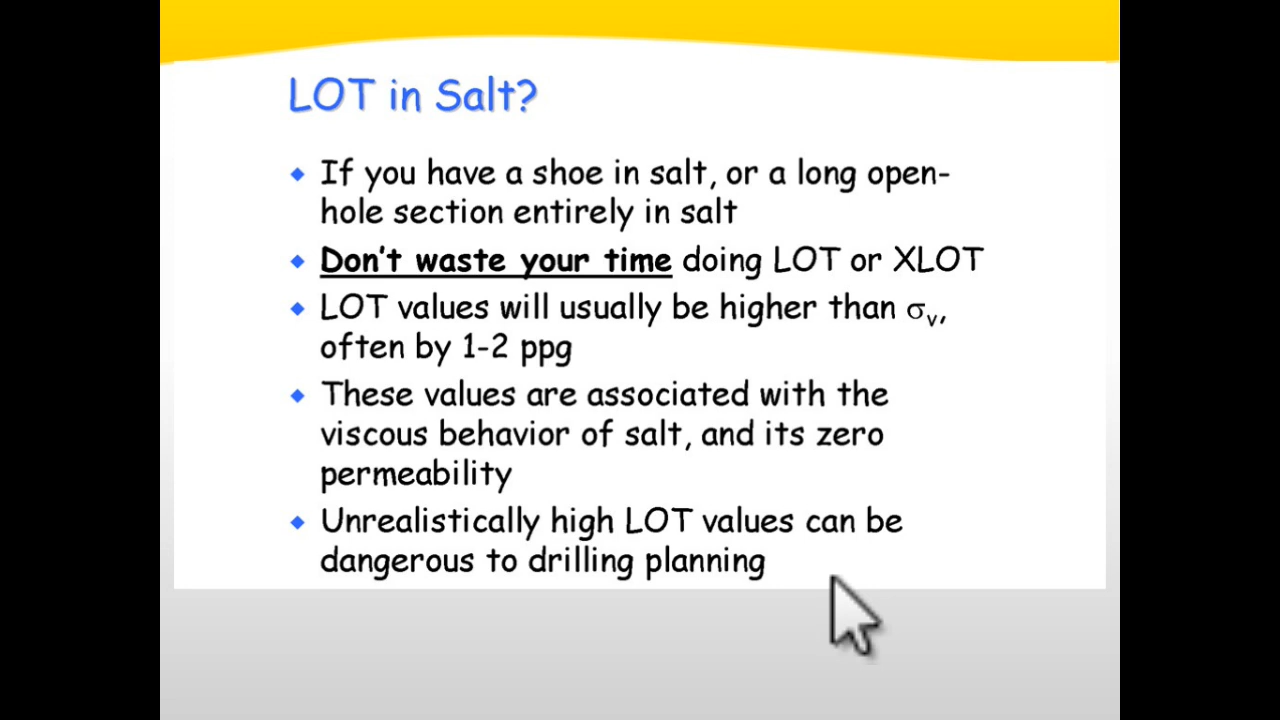 LOT in Salt?
If you have a shoe in salt, or a long open-
hole section entirely in salt
Don't waste your time doing LOT or XLOT
LOT values will usually be higher than σv,
often by 1-2 ppg
These values are associated with the
viscous behavior of salt, and its zero
permeability
Unrealistically high LOT values can be
dangerous to drilling planning